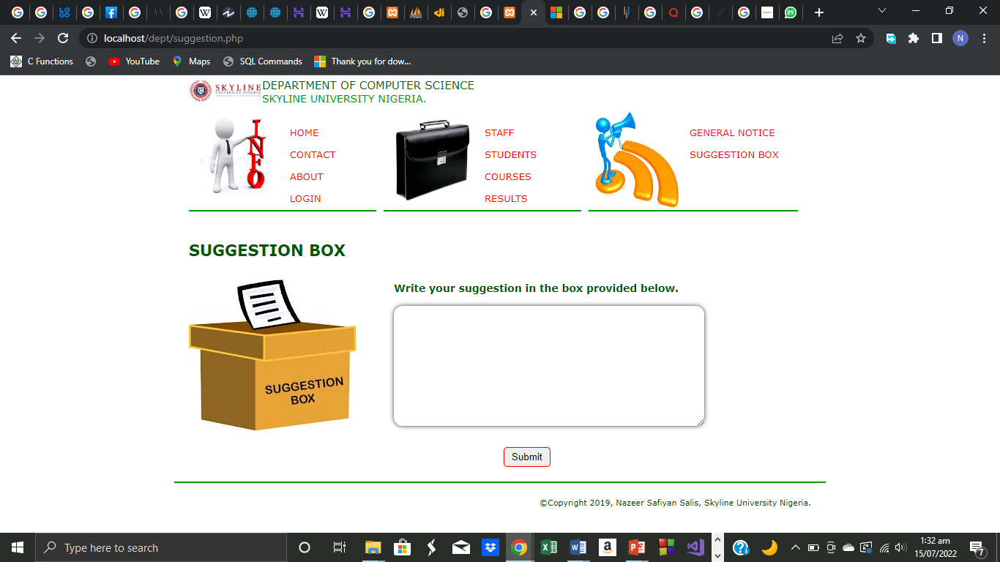 localhost/dept/suggestion.php
N
C Functions
YouTube
Maps
SQL Commands
Thank you for dow...
SKYLINE
UNIVERSITY NIGERIA
DEPARTMENT OF COMPUTER SCIENCE
SKYLINE UNIVERSITY NIGERIA.
INFO
HOME
CONTACT
ABOUT
LOGIN
STAFF
STUDENTS
COURSES
RESULTS
GENERAL NOTICE
SUGGESTION BOX
SUGGESTION BOX
SUGGESTION
BOX
Write your suggestion in the box provided below.
Submit
©Copyright 2019, Nazeer Safiyan Salis, Skyline University Nigeria.
Type here to search
1:32 am
15/07/2022
7